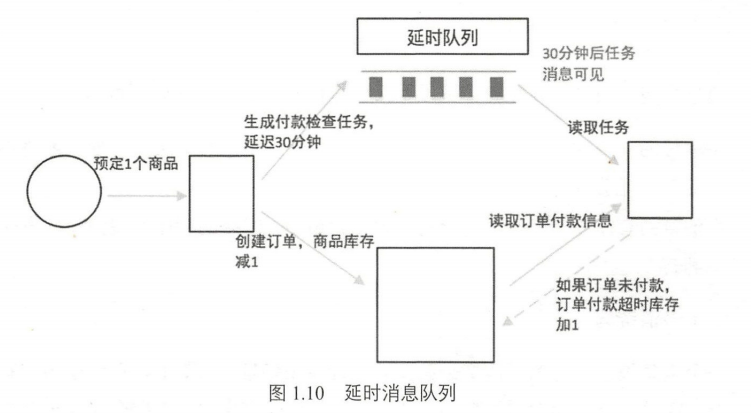 延时队列
30分钟后任务
消息可见
生成付款检查任务，
延迟30分钟
读取任务
预定1个商品
读取订单付款信息
创建订单，商品库存
减1
如果订单未付款，
订单付款超时库存
加1
图 1.10 延时消息队列